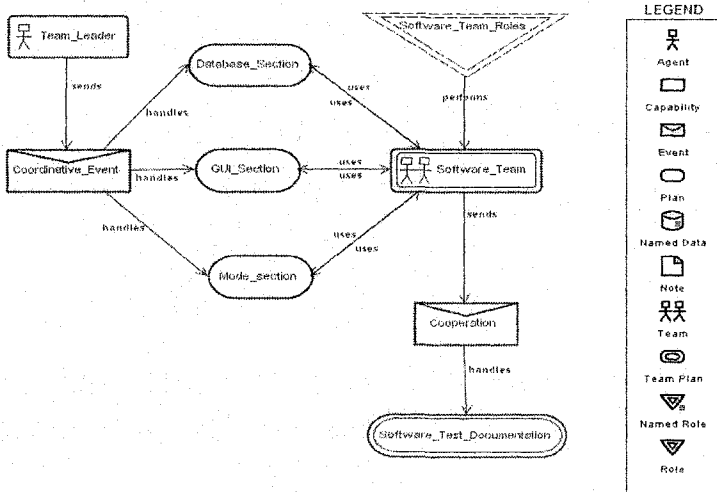 LEGEND
Team_Leader
Software_Team_Roles
Agent
Database_Section
sends
uses
uses
performs
Capability
handles
Event
Coordinative_Event
handles
GUI_Section
uses
uses
Software_Team
Plan
handles
uses
uses
sends
Named Data
Mode_section
Note
Cooperation
Team
handles
Team Plan
Software_Test_Documentation
Named Role
Role